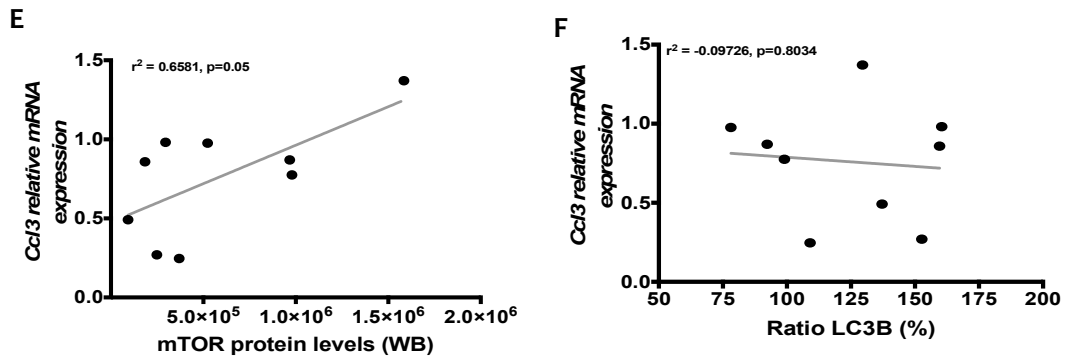 E
r² = 0.6581, p=0.05
Ccl3 relative mRNA
expression
1.5
1.0
0.5
0.0
5.0×10⁵
1.0×10⁶
1.5×10⁶
2.0×10⁶
mTOR protein levels (WB)
F
r² = -0.09726, p=0.8034
Ccl3 relative mRNA
expression
1.5
1.0
0.5
0.0
50
75
100
125
150
175
200
Ratio LC3B (%)